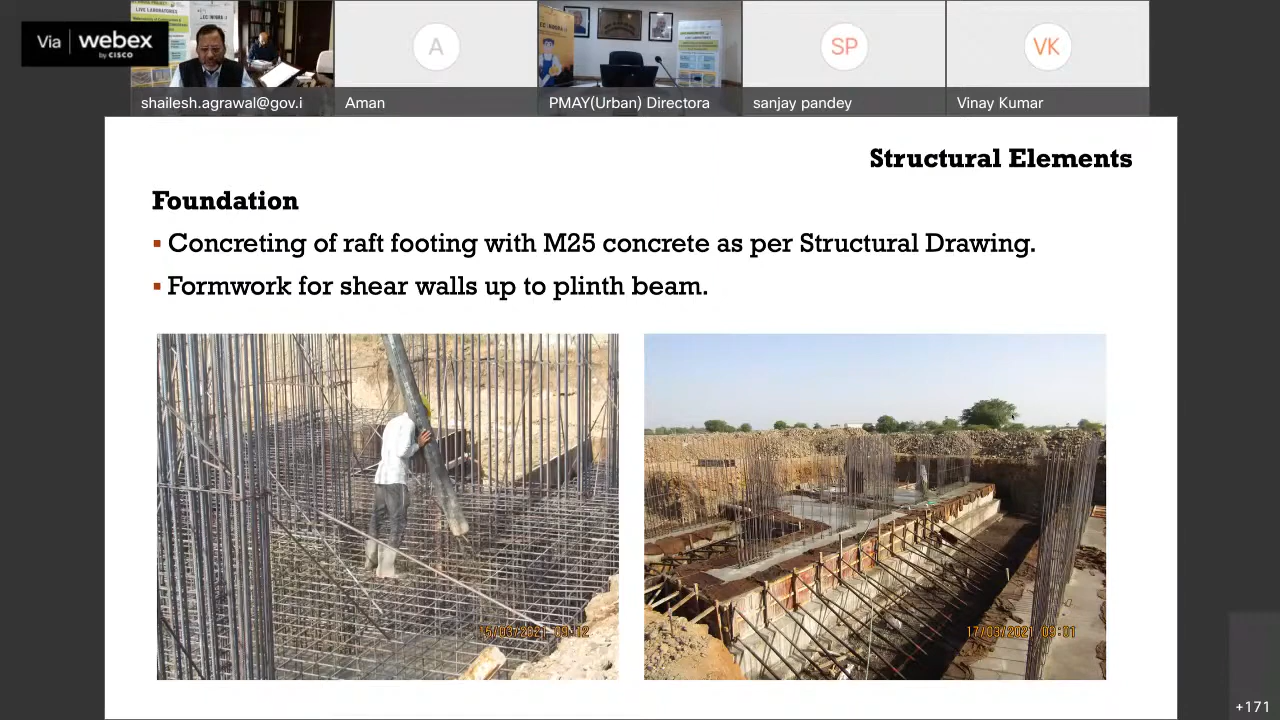 Via webex
by CISCO
shailesh.agrawal@gov.i
A
Aman
PMAY(Urban) Directora
SP
sanjay pandey
VK
Vinay Kumar
Structural Elements
Foundation
▪ Concreting of raft footing with M25 concrete as per Structural Drawing.
▪ Formwork for shear walls up to plinth beam.
15/03/2021 09:12
17/03/2021 09:01
+171